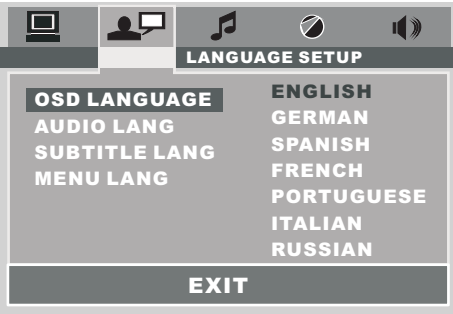 LANGUAGE SETUP
OSD LANGUAGE
AUDIO LANG
SUBTITLE LANG
MENU LANG
ENGLISH
GERMAN
SPANISH
FRENCH
PORTUGUESE
ITALIAN
RUSSIAN
EXIT